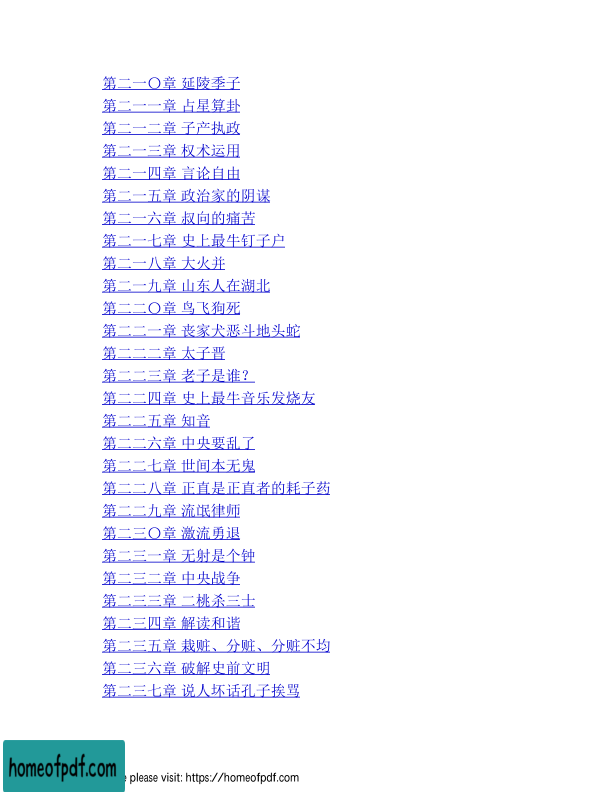 第二一〇章 延陵季子
第二一一章 占星算卦
第二一二章 子产执政
第二一三章 权术运用
第二一四章 言论自由
第二一五章 政治家的阴谋
第二一六章 叔向的痛苦
第二一七章 史上最牛钉子户
第二一八章 大火并
第二一九章 山东人在湖北
第二二〇章 鸟飞狗死
第二二一章 丧家犬恶斗地头蛇
第二二二章 太子晋
第二二三章 老子是谁？
第二二四章 史上最牛音乐发烧友
第二二五章 知音
第二二六章 中央要乱了
第二二七章 世间本无鬼
第二二八章 正直是正直者的耗子药
第二二九章 流氓律师
第二三〇章 激流勇退
第二三一章 无射是个钟
第二三二章 中央战争
第二三三章 二桃杀三士
第二三四章 解读和谐
第二三五章 栽赃、分赃、分赃不均
第二三六章 破解史前文明
第二三七章 说人坏话孔子挨骂
homeofpdf.com
e please visit: https://homeofpdf.com